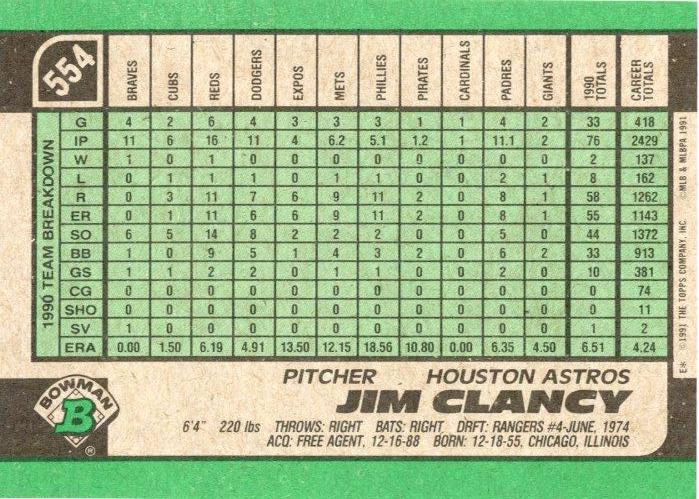 554
BRAVES CUBS REDS DODGERS EXPOS METS PHILLIES PIRATES CARDINALS PADRES GIANTS 1990 TOTALS CAREER TOTALS
1990 TEAM BREAKDOWN
G 4 2 6 4 3 3 3 1 1 4 2 33 418
IP 11 6 16 11 4 6.2 5.1 1.2 1 11.1 2 76 2429
W 1 0 1 0 0 0 0 0 0 0 0 2 137
L 0 1 1 1 1 1 1 0 0 2 0 8 162
R 0 3 11 7 6 9 11 2 0 8 1 58 1262
ER 0 1 11 6 6 9 11 2 0 8 1 55 1143
SO 6 5 14 8 2 2 2 0 0 5 0 44 1372
BB 1 0 9 5 1 4 3 2 0 6 2 33 913
GS 1 1 2 2 0 1 1 0 0 2 0 10 381
CG 0 0 0 0 0 0 0 0 0 0 0 0 74
SHO 0 0 0 0 0 0 0 0 0 0 0 0 11
SV 1 0 0 0 0 0 0 0 0 0 0 1 2
ERA 0.00 1.50 6.19 4.91 13.50 12.15 18.56 10.80 0.00 6.35 4.50 6.51 4.24
E* ©1991 THE TOPPS COMPANY, INC. ©MLB & MLBPA 1991
BOWMAN
B
®
PITCHER HOUSTON ASTROS
JIM CLANCY
6'4" 220 lbs THROWS: RIGHT BATS: RIGHT DRFT: RANGERS #4-JUNE, 1974
ACQ: FREE AGENT, 12-16-88 BORN: 12-18-55, CHICAGO, ILLINOIS